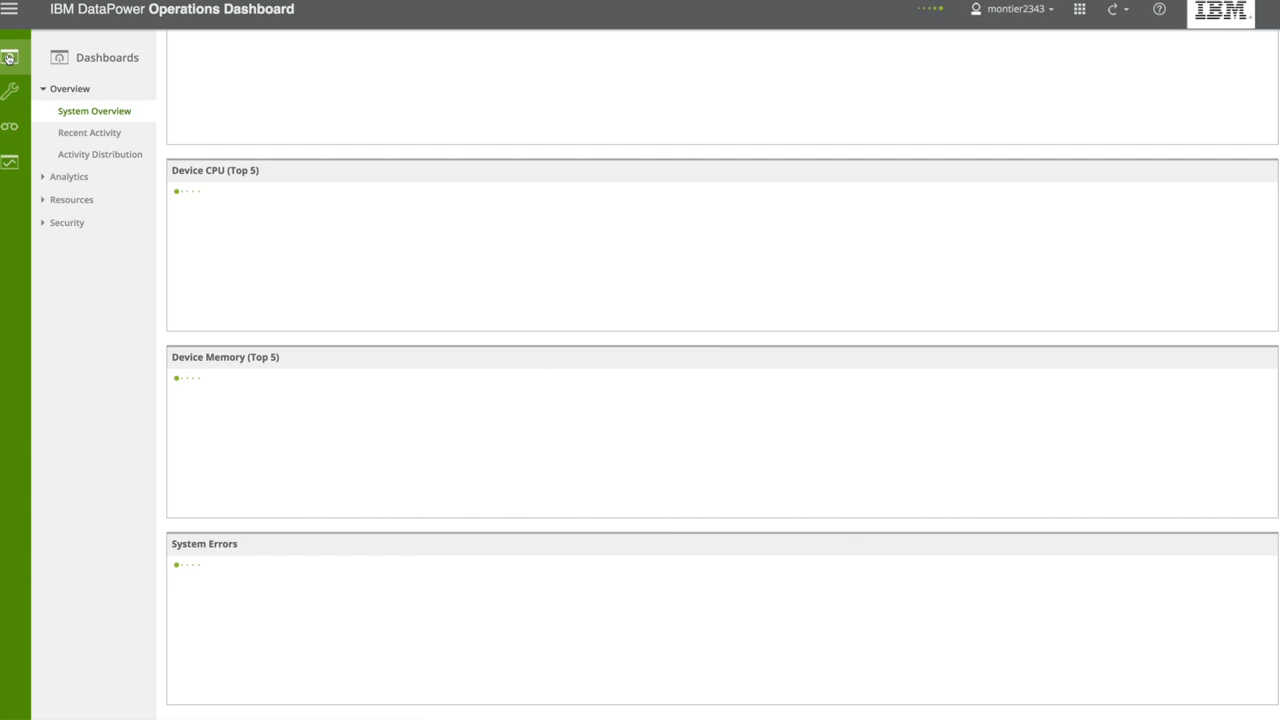 IBM DataPower Operations Dashboard
montier2343
IBM
Dashboards
Overview
System Overview
Recent Activity
Activity Distribution
Analytics
Resources
Security
Device CPU (Top 5)
Device Memory (Top 5)
System Errors